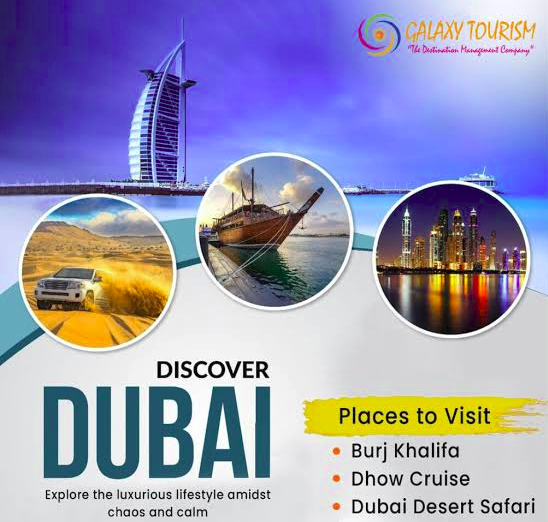 GALAXY TOURISM
"The Destination Management Company"
DISCOVER
DUBAI
Explore the luxurious lifestyle amidst
chaos and calm
Places to Visit
• Burj Khalifa
• Dhow Cruise
• Dubai Desert Safari